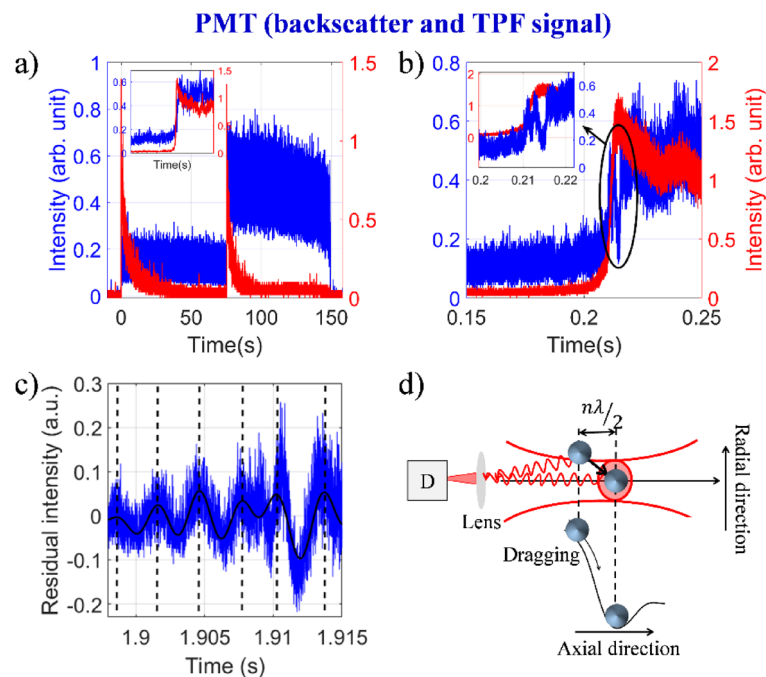 PMT (backscatter and TPF signal)
a)
Intensity (arb. unit)
1
0.8
0.6
0.4
0.2
0
1.5
1
0.5
0
0 50 100 150
Time(s)
0.6
0.4
0.2
0
1.5
1
0.5
0
Time(s)
b)
0.8
0.6
0.4
0.2
0
2
1.5
1
0.5
0
Intensity (arb. unit)
0.15 0.2 0.25
Time(s)
2
1
0
0.6
0.4
0.2
0
0.2 0.21 0.22
c)
Residual intensity (a.u.)
0.3
0.2
0.1
0
-0.1
-0.2
1.9 1.905 1.91 1.915
Time (s)
d)
nλ/2
D
Lens
Dragging
Radial direction
Axial direction